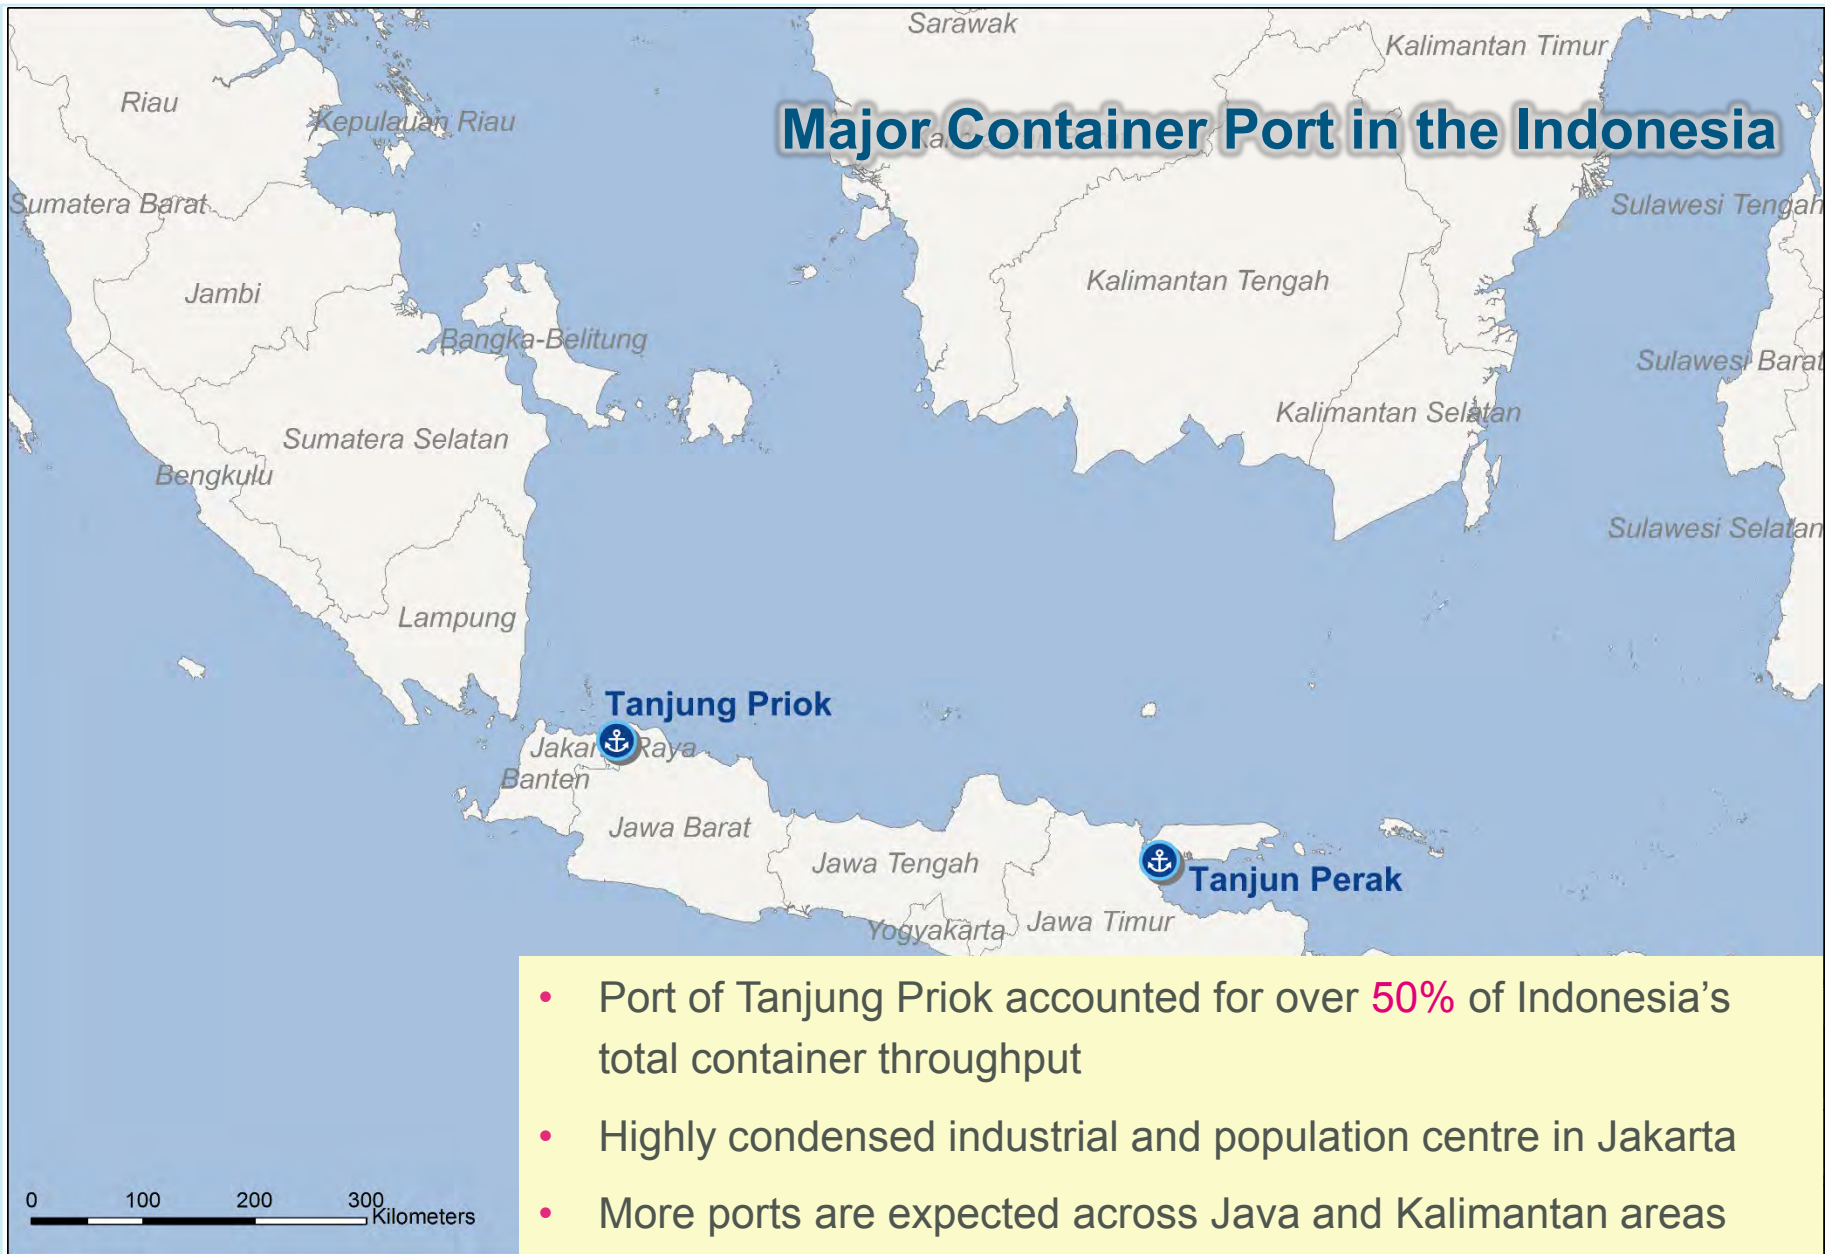 Sarawak
Kalimantan Timur
Riau
Kepulauan Riau
Major Container Port in the Indonesia
Sumatera Barat
Sulawesi Tengah
Jambi
Kalimantan Tengah
Bangka-Belitung
Sulawesi Barat
Kalimantan Selatan
Sumatera Selatan
Bengkulu
Sulawesi Selatan
Lampung
Tanjung Priok
Raya
Banten
Jawa Barat
Jawa Tengah
Tanjun Perak
Yogyakarta
Jawa Timur
• Port of Tanjung Priok accounted for over 50% of Indonesia’s
total container throughput
• Highly condensed industrial and population centre in Jakarta
• More ports are expected across Java and Kalimantan areas
0 100 200 300
Kilometers